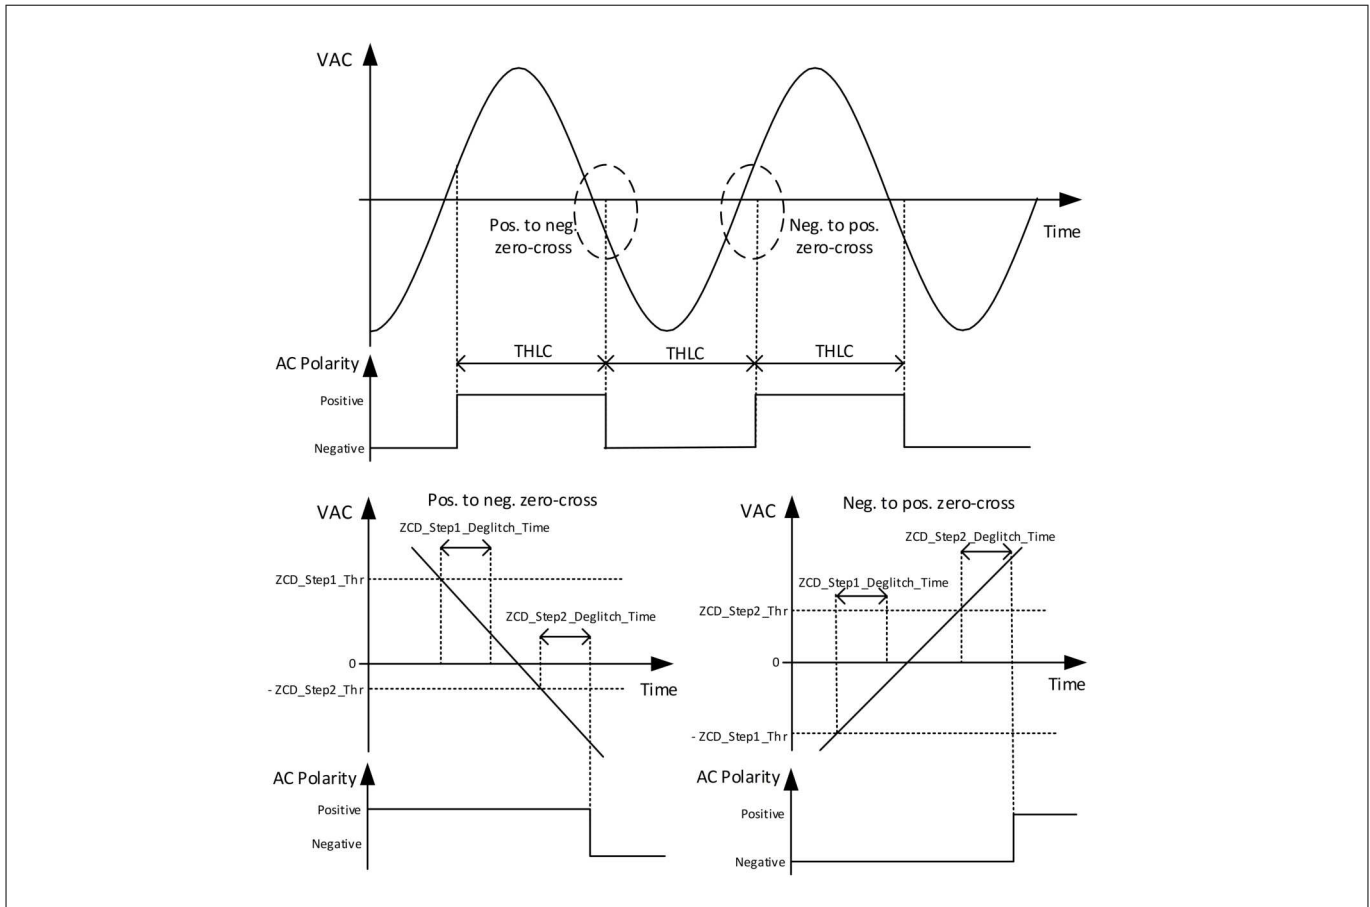 VAC
Pos. to neg.
zero-cross
Neg. to pos.
zero-cross
Time
THLC
THLC
THLC
AC Polarity
Positive
Negative
Pos. to neg. zero-cross
VAC
ZCD_Step1_Deglitch_Time
ZCD_Step1_Thr
ZCD_Step2_Deglitch_Time
0
- ZCD_Step2_Thr
Time
AC Polarity
Positive
Negative
Neg. to pos. zero-cross
VAC
ZCD_Step2_Deglitch_Time
ZCD_Step1_Deglitch_Time
ZCD_Step2_Thr
0
Time
- ZCD_Step1_Thr
AC Polarity
Positive
Negative